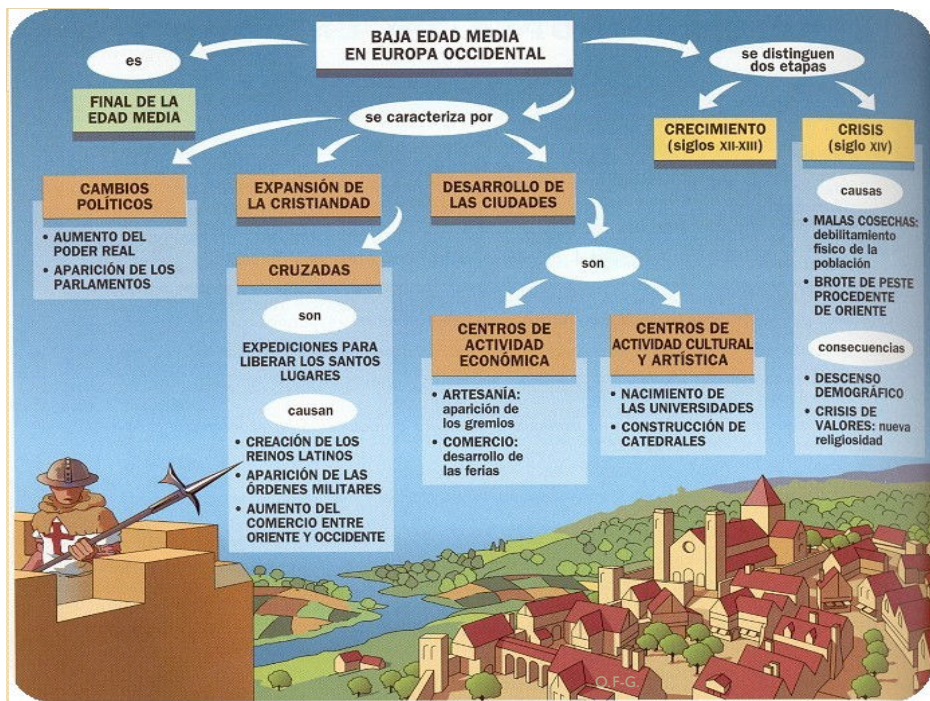 BAJA EDAD MEDIA
EN EUROPA OCCIDENTAL
es
FINAL DE LA
EDAD MEDIA
se caracteriza por
se distinguen
dos etapas
CRECIMIENTO
(siglos XII-XIII)
CRISIS
(siglo XIV)
CAMBIOS
POLÍTICOS
• AUMENTO DEL
PODER REAL
• APARICIÓN DE LOS
PARLAMENTOS
EXPANSIÓN DE
LA CRISTIANDAD
CRUZADAS
son
EXPEDICIONES PARA
LIBERAR LOS SANTOS
LUGARES
causan
• CREACIÓN DE LOS
REINOS LATINOS
• APARICIÓN DE LAS
ÓRDENES MILITARES
• AUMENTO DEL
COMERCIO ENTRE
ORIENTE Y OCCIDENTE
DESARROLLO DE
LAS CIUDADES
son
CENTROS DE
ACTIVIDAD
ECONÓMICA
• ARTESANÍA:
aparición de
los gremios
• COMERCIO:
desarrollo de
las ferias
CENTROS DE
ACTIVIDAD CULTURAL
Y ARTÍSTICA
• NACIMIENTO DE
LAS UNIVERSIDADES
• CONSTRUCCIÓN DE
CATEDRALES
causas
• MALAS COSECHAS:
debilitamiento
físico de la
población
• BROTE DE PESTE
PROCEDENTE
DE ORIENTE
consecuencias
• DESCENSO
DEMOGRÁFICO
• CRISIS DE
VALORES: nueva
religiosidad
O.F-G.